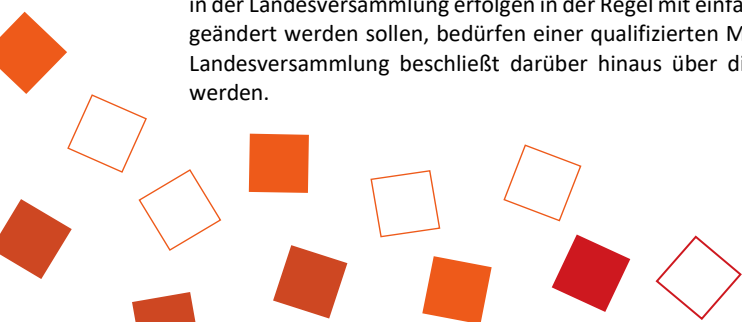 in der Landesversammlung erfolgen in der Regel mit einfa
geändert werden sollen, bedürfen einer qualifizierten M
Landesversammlung beschließt darüber hinaus über di
werden.